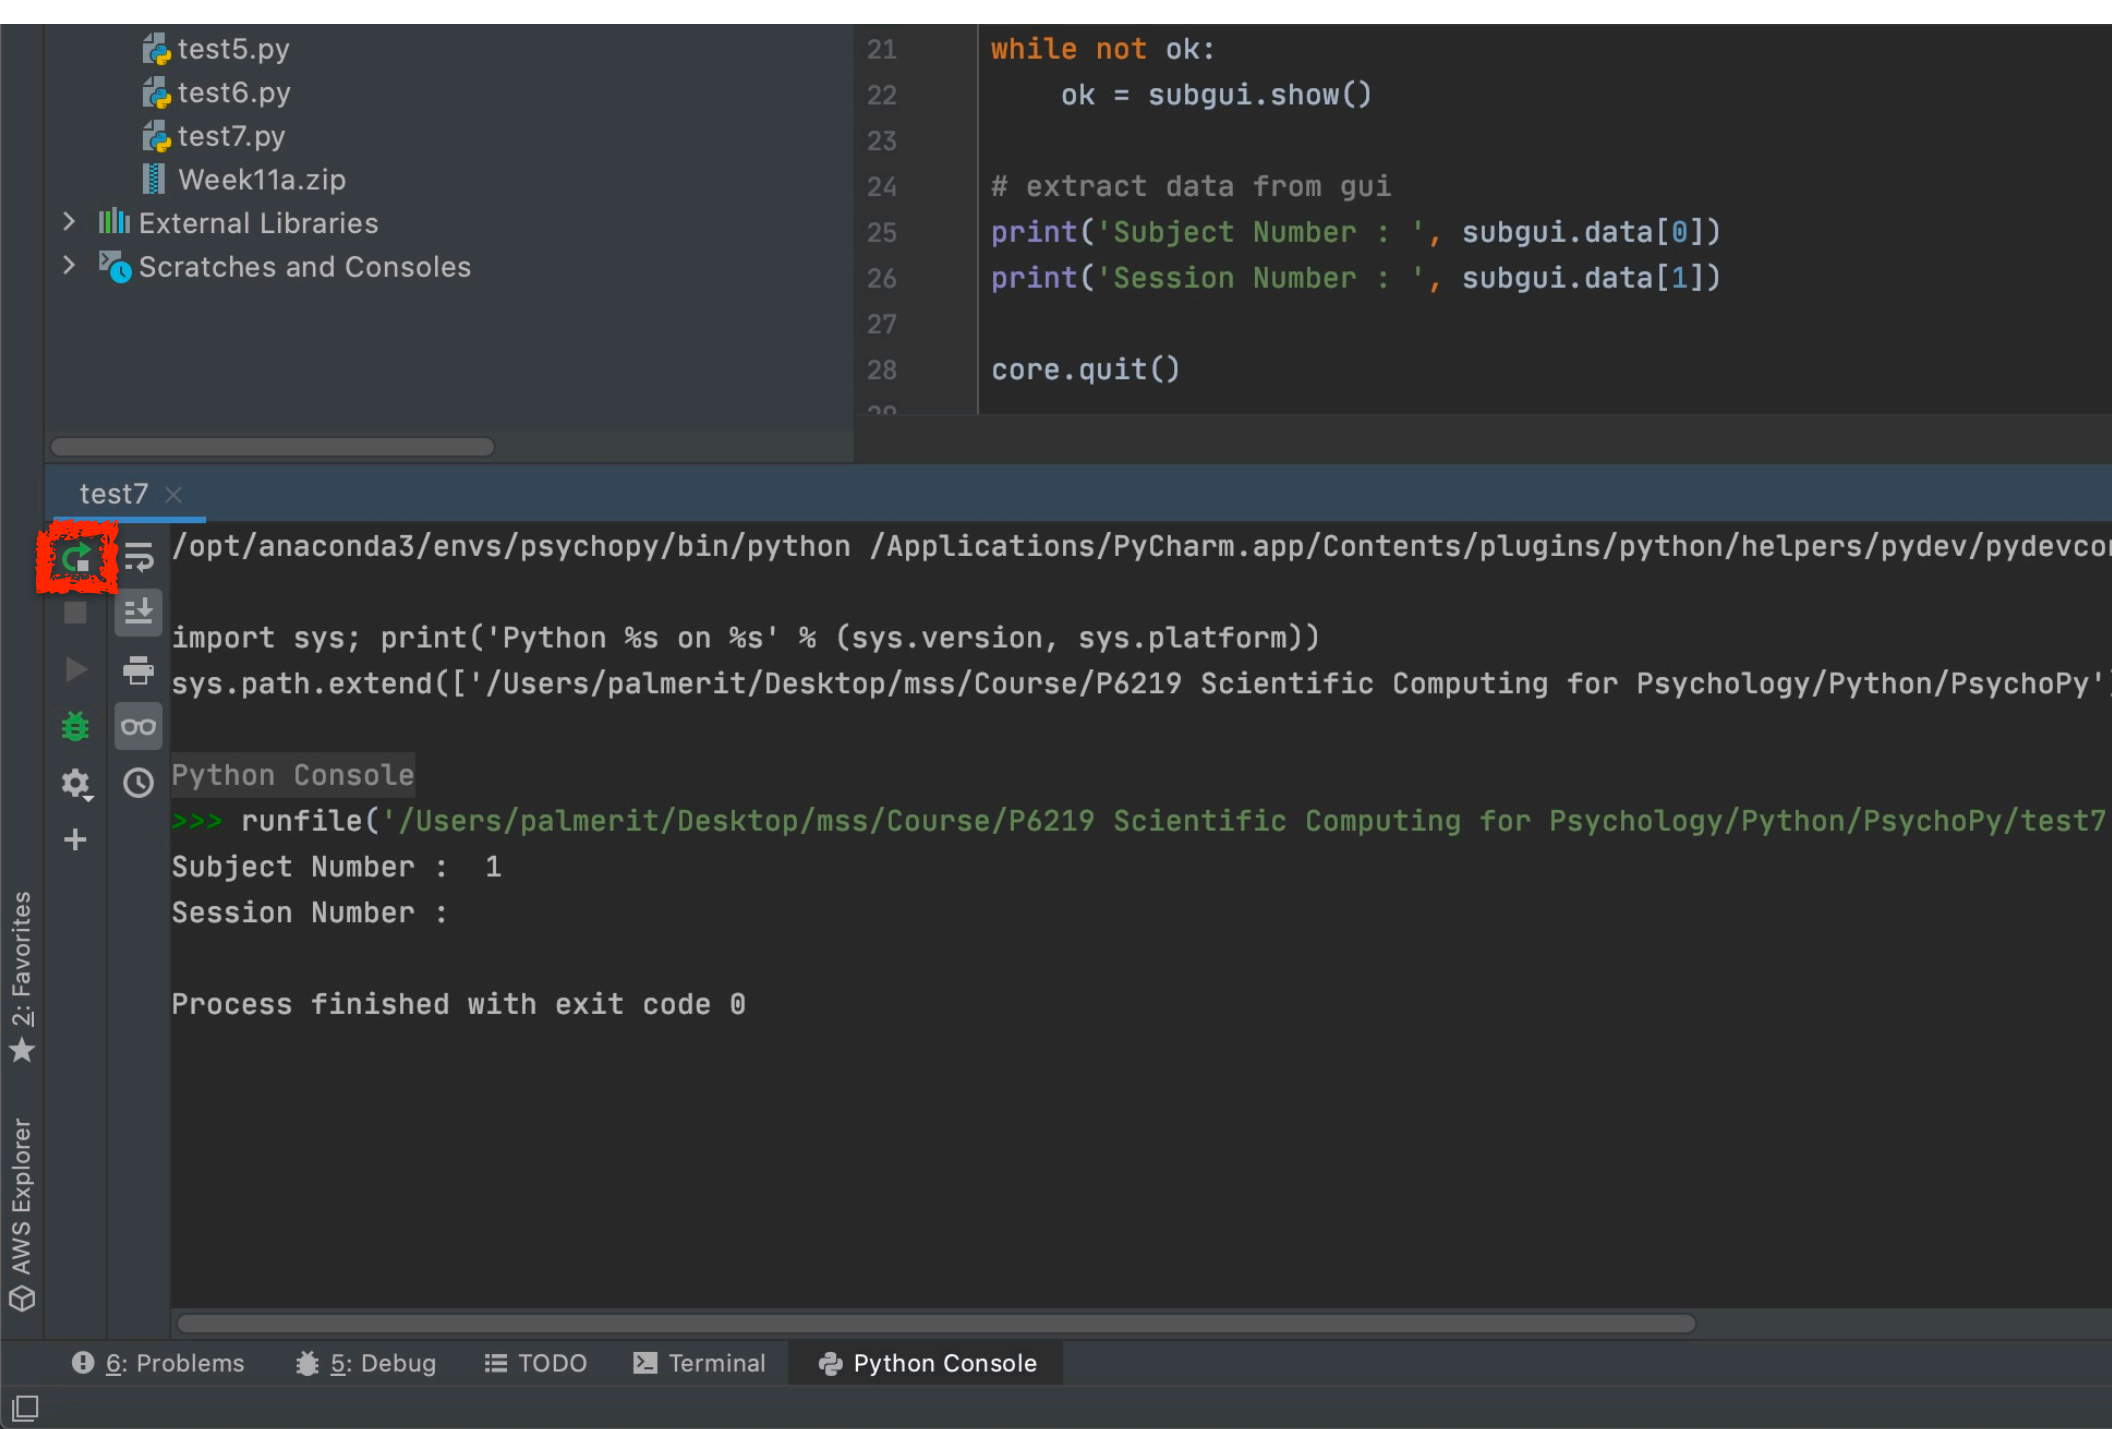 test5.py
test6.py
test7.py
Week11a.zip
External Libraries
Scratches and Consoles
21 while not ok:
22 ok = subgui.show()
23
24 # extract data from gui
25 print('Subject Number : ', subgui.data[0])
26 print('Session Number : ', subgui.data[1])
27
28 core.quit()
test7
/opt/anaconda3/envs/psychopy/bin/python /Applications/PyCharm.app/Contents/plugins/python/helpers/pydev/pydevcon
import sys; print('Python %s on %s' % (sys.version, sys.platform))
sys.path.extend(['/Users/palmerit/Desktop/mss/Course/P6219 Scientific Computing for Psychology/Python/PsychoPy']
Python Console
>>> runfile('/Users/palmerit/Desktop/mss/Course/P6219 Scientific Computing for Psychology/Python/PsychoPy/test7
Subject Number :  1
Session Number :
Process finished with exit code 0
2: Favorites
AWS Explorer
6: Problems
5: Debug
TODO
Terminal
Python Console